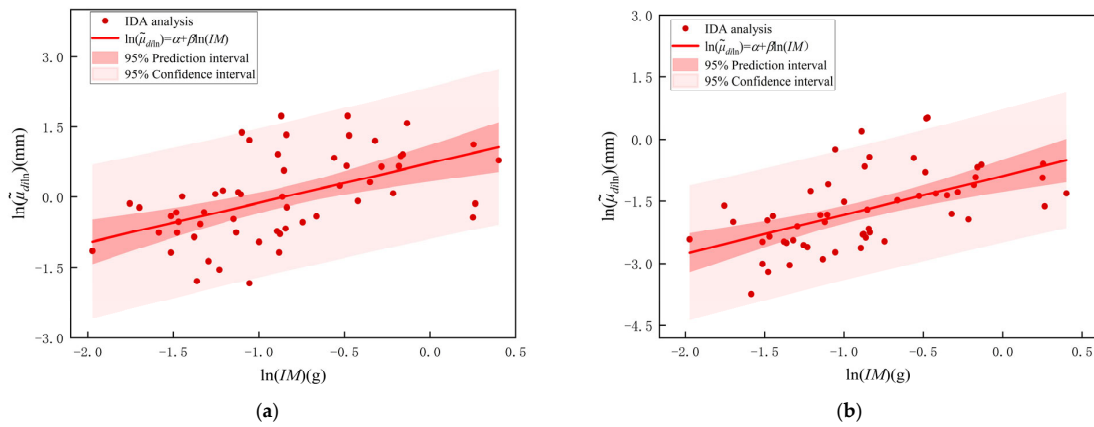 IDA analysis
ln(μ̃d/ln)=α+βln(IM)
95% Prediction interval
95% Confidence interval
3.0
1.5
0.0
-1.5
-3.0
ln(μ̃d/ln)(mm)
-2.0 -1.5 -1.0 -0.5 0.0 0.5
ln(IM)(g)
(a)
IDA analysis
ln(μ̃d/ln)=α+βln(IM)
95% Prediction interval
95% Confidence interval
3.0
1.5
0.0
-1.5
-3.0
-4.5
ln(μ̃d/ln)(mm)
-2.0 -1.5 -1.0 -0.5 0.0 0.5
ln(IM)(g)
(b)